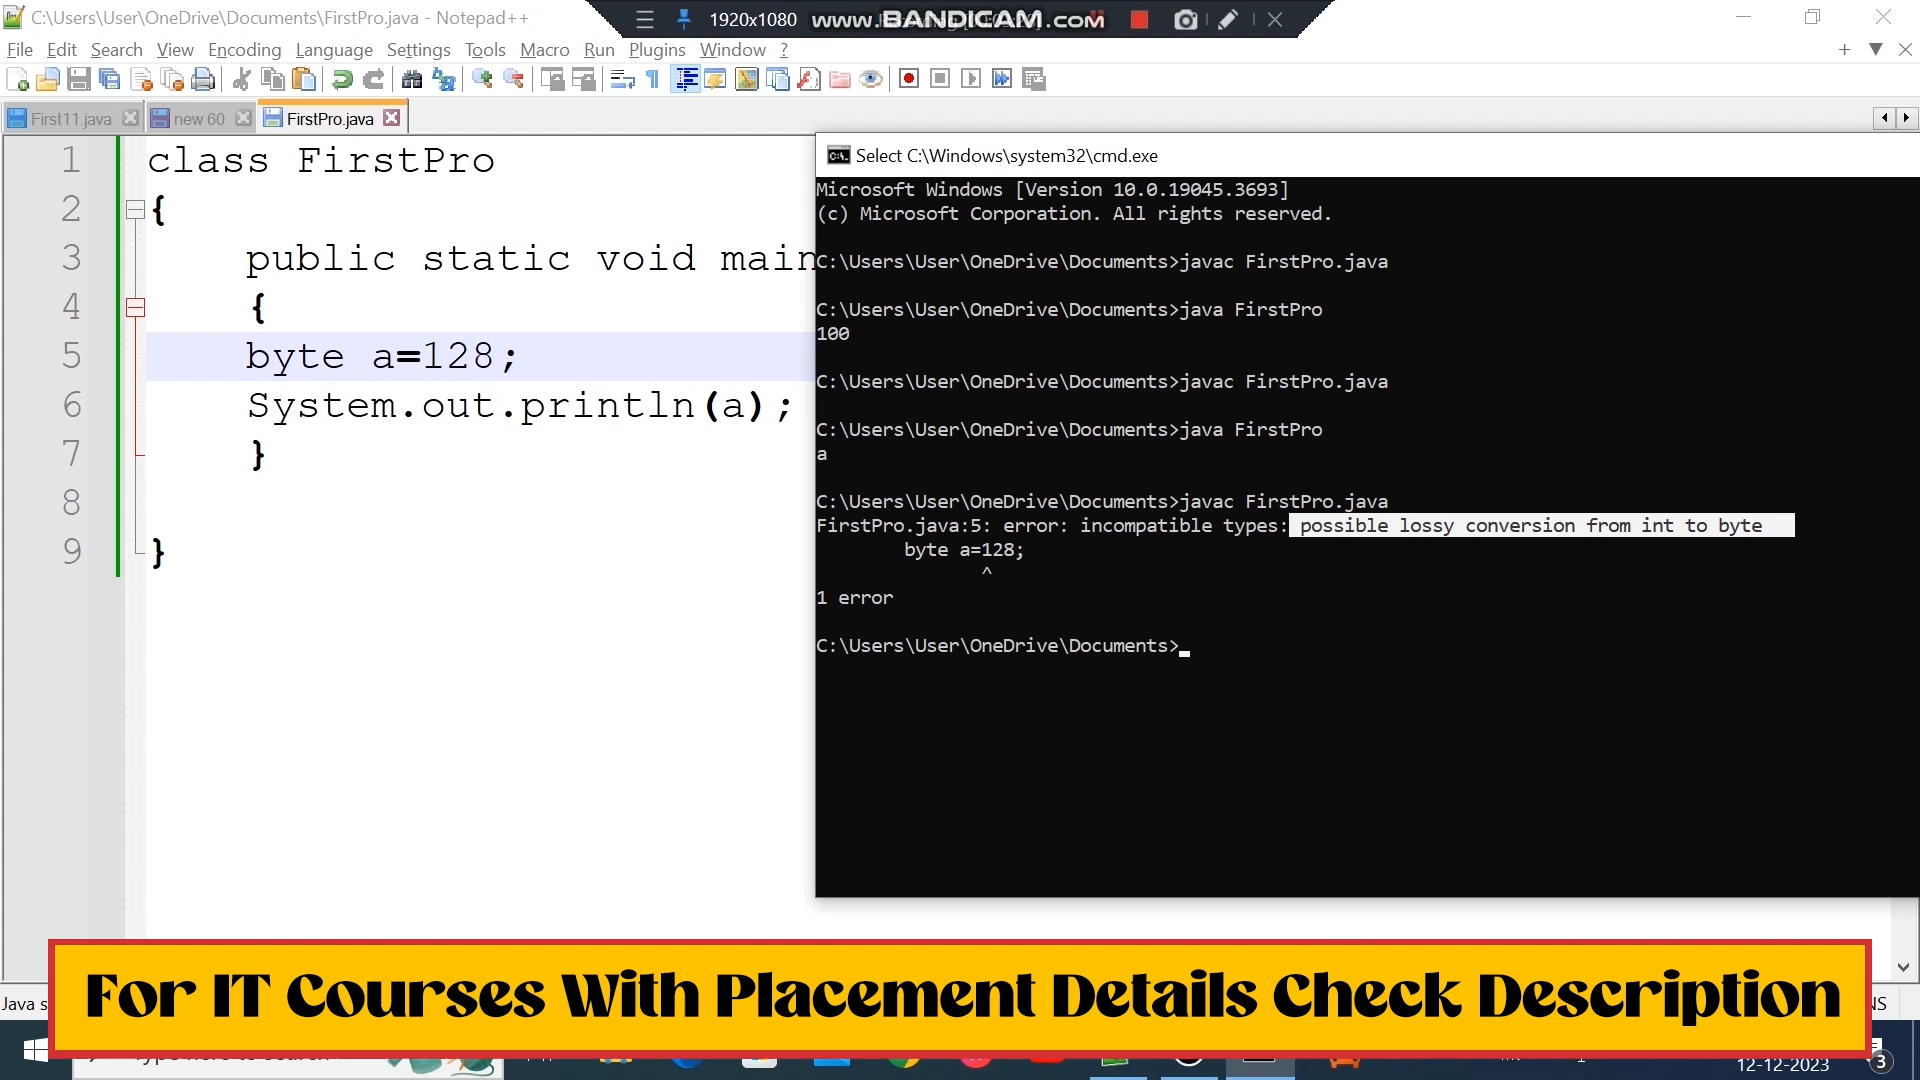 C:\Users\User\OneDrive\Documents\FirstPro.java - Notepad++
1920x1080
www.BANDICAM.com
File Edit Search View Encoding Language Settings Tools Macro Run Plugins Window ?
First11.java
new 60
FirstPro.java
1 class FirstPro
2 {
3 public static void main
4 {
5 byte a=128;
6 System.out.println(a);
7 }
8
9 }
Select C:\Windows\system32\cmd.exe
Microsoft Windows [Version 10.0.19045.3693]
(c) Microsoft Corporation. All rights reserved.
C:\Users\User\OneDrive\Documents>javac FirstPro.java
C:\Users\User\OneDrive\Documents>java FirstPro
100
C:\Users\User\OneDrive\Documents>javac FirstPro.java
C:\Users\User\OneDrive\Documents>java FirstPro
a
C:\Users\User\OneDrive\Documents>javac FirstPro.java
FirstPro.java:5: error: incompatible types: possible lossy conversion from int to byte
byte a=128;
^
1 error
C:\Users\User\OneDrive\Documents>
Java s
NS
For IT Courses With Placement Details Check Description
12-12-2023
3